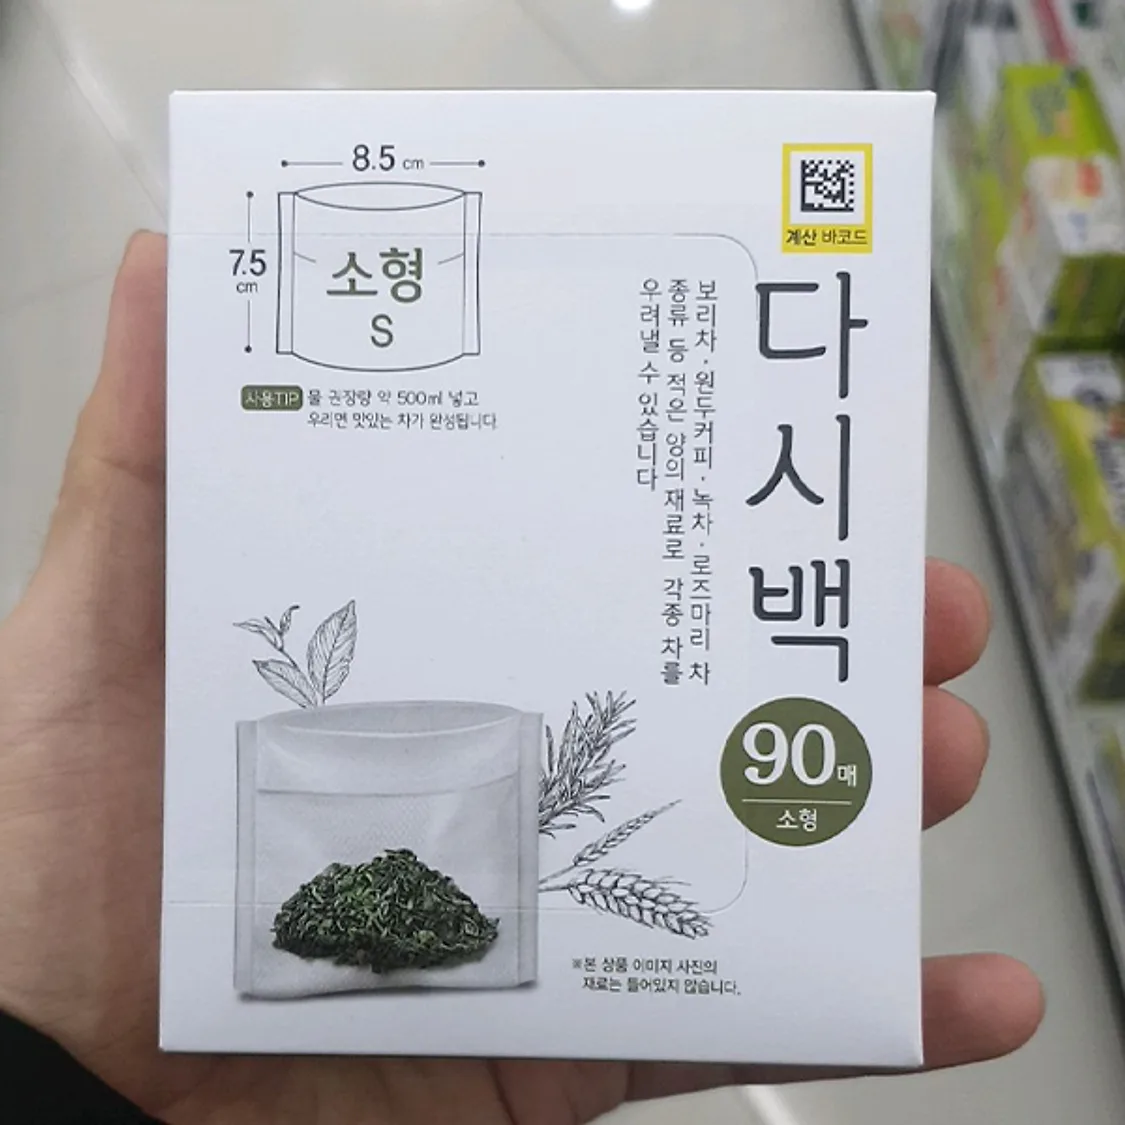 8.5 cm
7.5
cm
소형
S
사용TIP 물 권장량 약 500ml 넣고
우리면 맛있는 차가 완성됩니다.
계산 바코드
다시백
보리차·원두커피·녹차·로즈마리 차
종류 등 적은 양의 재료로 각종 차를
우려낼 수 있습니다
90매
소형
※본 상품 이미지 사진의
재료는 들어있지 않습니다.